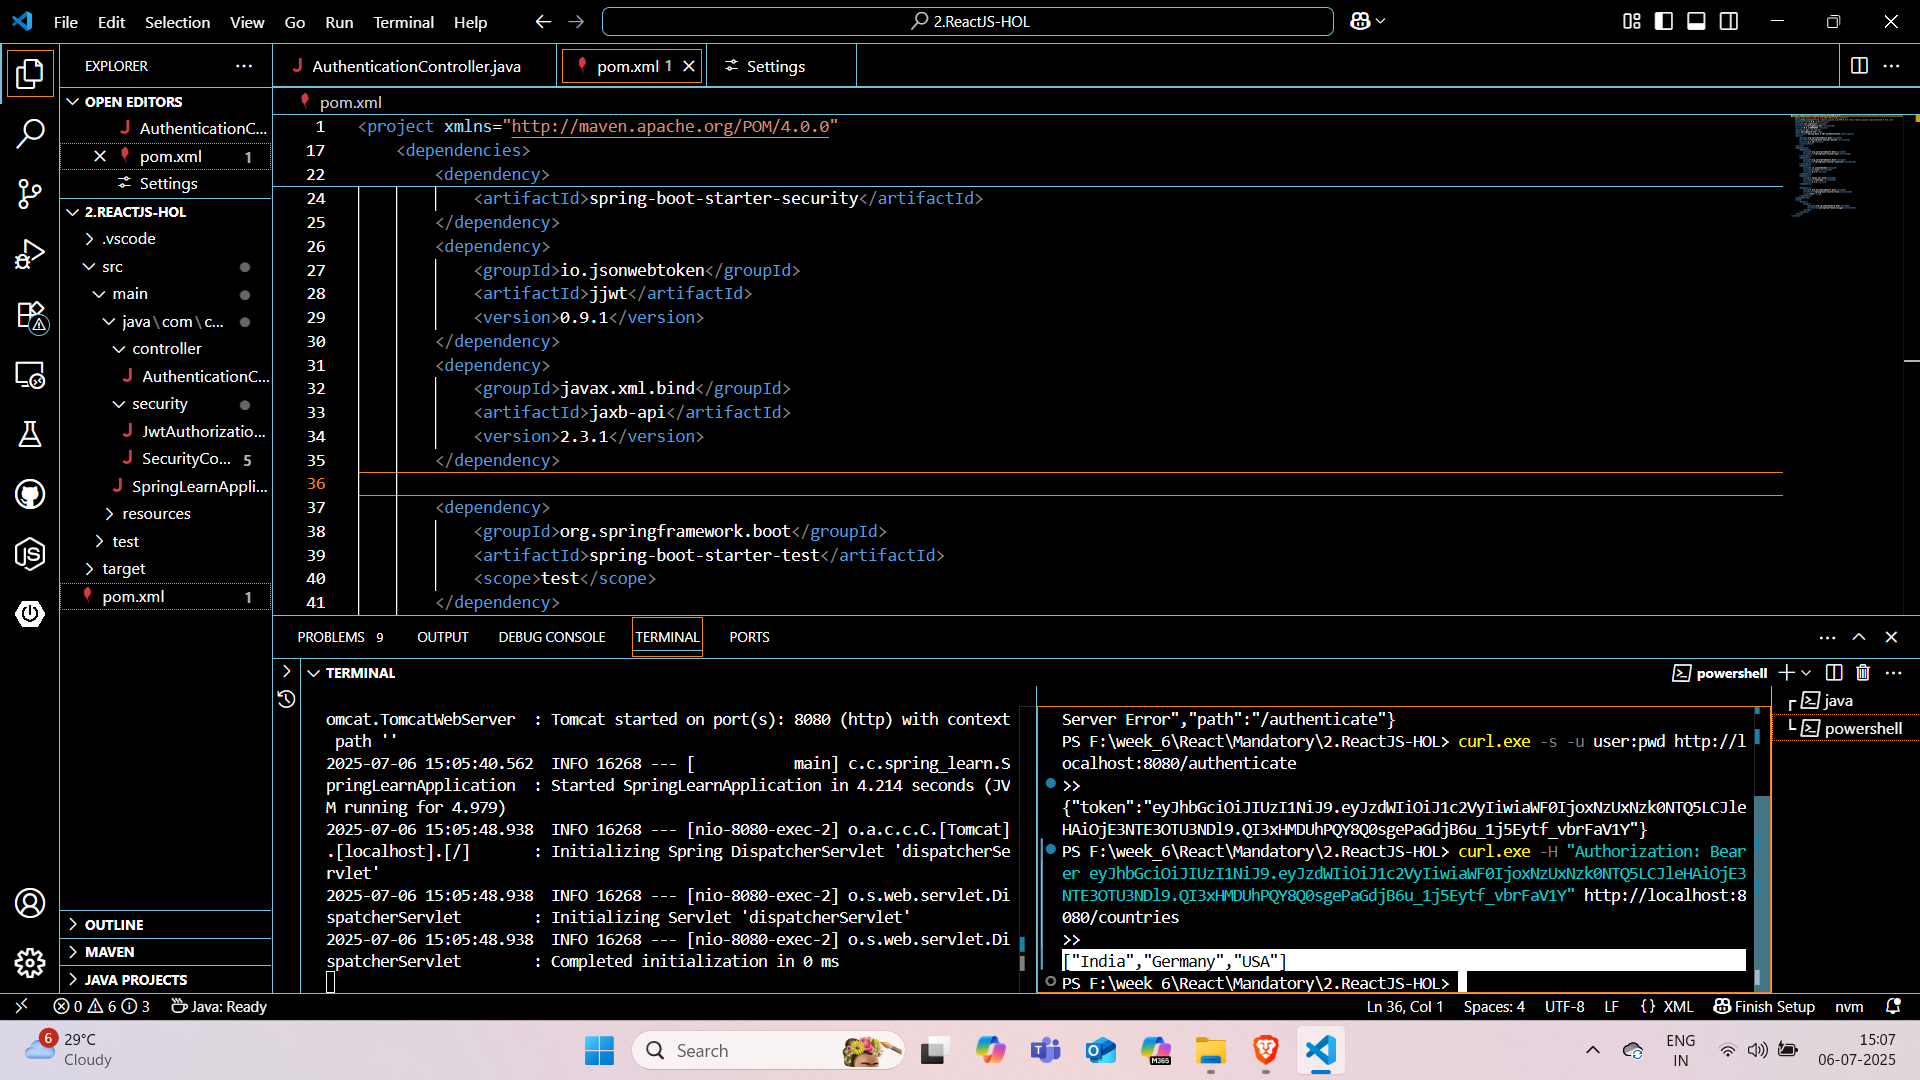 File Edit Selection View Go Run Terminal Help
2.ReactJS-HOL
EXPLORER
OPEN EDITORS
AuthenticationC...
pom.xml 1
Settings
2.REACTJS-HOL
.vscode
src
main
java\com\c...
controller
AuthenticationC...
security
JwtAuthorizatio...
SecurityCo... 5
SpringLearnAppli...
resources
test
target
pom.xml 1
OUTLINE
MAVEN
JAVA PROJECTS
AuthenticationController.java
pom.xml 1
Settings
pom.xml
1 <project xmlns="http://maven.apache.org/POM/4.0.0"
17 <dependencies>
22 <dependency>
24 <artifactId>spring-boot-starter-security</artifactId>
25 </dependency>
26 <dependency>
27 <groupId>io.jsonwebtoken</groupId>
28 <artifactId>jjwt</artifactId>
29 <version>0.9.1</version>
30 </dependency>
31 <dependency>
32 <groupId>javax.xml.bind</groupId>
33 <artifactId>jaxb-api</artifactId>
34 <version>2.3.1</version>
35 </dependency>
36
37 <dependency>
38 <groupId>org.springframework.boot</groupId>
39 <artifactId>spring-boot-starter-test</artifactId>
40 <scope>test</scope>
41 </dependency>
PROBLEMS 9 OUTPUT DEBUG CONSOLE TERMINAL PORTS
TERMINAL
powershell
omcat.TomcatWebServer : Tomcat started on port(s): 8080 (http) with context
path ''
2025-07-06 15:05:40.562 INFO 16268 --- [ main] c.c.spring_learn.S
pringLearnApplication : Started SpringLearnApplication in 4.214 seconds (JV
M running for 4.979)
2025-07-06 15:05:48.938 INFO 16268 --- [nio-8080-exec-2] o.a.c.c.C.[Tomcat]
.[localhost].[/] : Initializing Spring DispatcherServlet 'dispatcherSe
rvlet'
2025-07-06 15:05:48.938 INFO 16268 --- [nio-8080-exec-2] o.s.web.servlet.Di
spatcherServlet : Initializing Servlet 'dispatcherServlet'
2025-07-06 15:05:48.938 INFO 16268 --- [nio-8080-exec-2] o.s.web.servlet.Di
spatcherServlet : Completed initialization in 0 ms
Server Error","path":"/authenticate"}
PS F:\week_6\React\Mandatory\2.ReactJS-HOL> curl.exe -s -u user:pwd http://l
ocalhost:8080/authenticate
>>
{"token":"eyJhbGciOiJIUzI1NiJ9.eyJzdWIiOiJ1c2VyIiwiaWF0IjoxNzUxNzk0NTQ5LCJle
HAiOjE3NTE3OTU3NDl9.QI3xHMDUhPQY8Q0sgePaGdjB6u_1j5Eytf_vbrFaV1Y"}
PS F:\week_6\React\Mandatory\2.ReactJS-HOL> curl.exe -H "Authorization: Bear
er eyJhbGciOiJIUzI1NiJ9.eyJzdWIiOiJ1c2VyIiwiaWF0IjoxNzUxNzk0NTQ5LCJleHAiOjE3
NTE3OTU3NDl9.QI3xHMDUhPQY8Q0sgePaGdjB6u_1j5Eytf_vbrFaV1Y" http://localhost:8
080/countries
>>
["India","Germany","USA"]
PS F:\week_6\React\Mandatory\2.ReactJS-HOL>
java
powershell
0 6 3 Java: Ready
Ln 36, Col 1 Spaces: 4 UTF-8 LF {} XML Finish Setup nvm
6 29°C
Cloudy
Search
M365
ENG
IN
15:07
06-07-2025